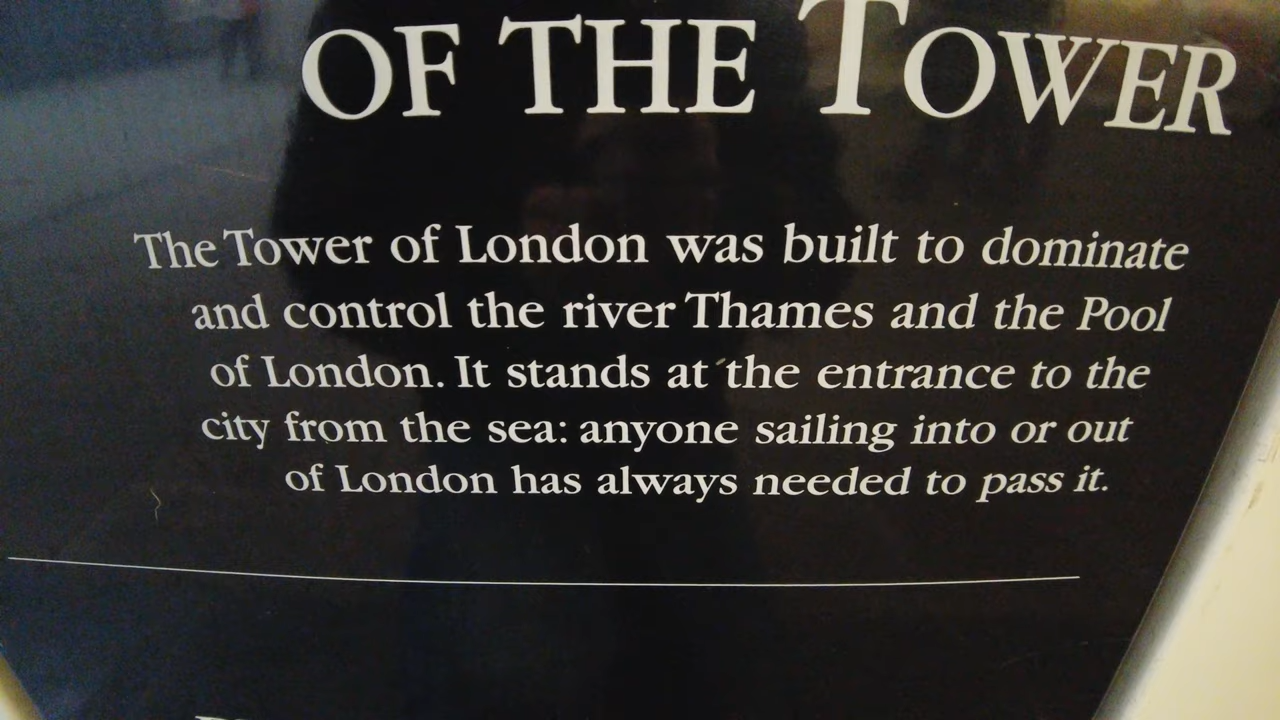 OF THE TOWER
The Tower of London was built to dominate
and control the river Thames and the Pool
of London. It stands at the entrance to the
city from the sea: anyone sailing into or out
of London has always needed to pass it.